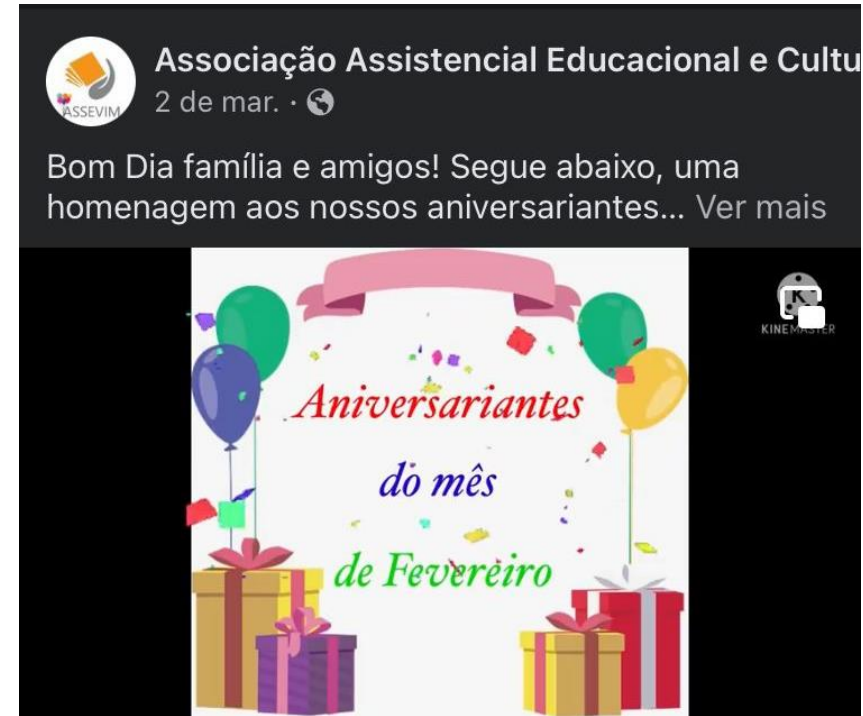 Associação Assistencial Educacional e Cultu
ASSEVIM
2 de mar. ·
Bom Dia família e amigos! Segue abaixo, uma
homenagem aos nossos aniversariantes... Ver mais
K
KINEMASTER
Aniversariantes
do mês
de Fevereiro